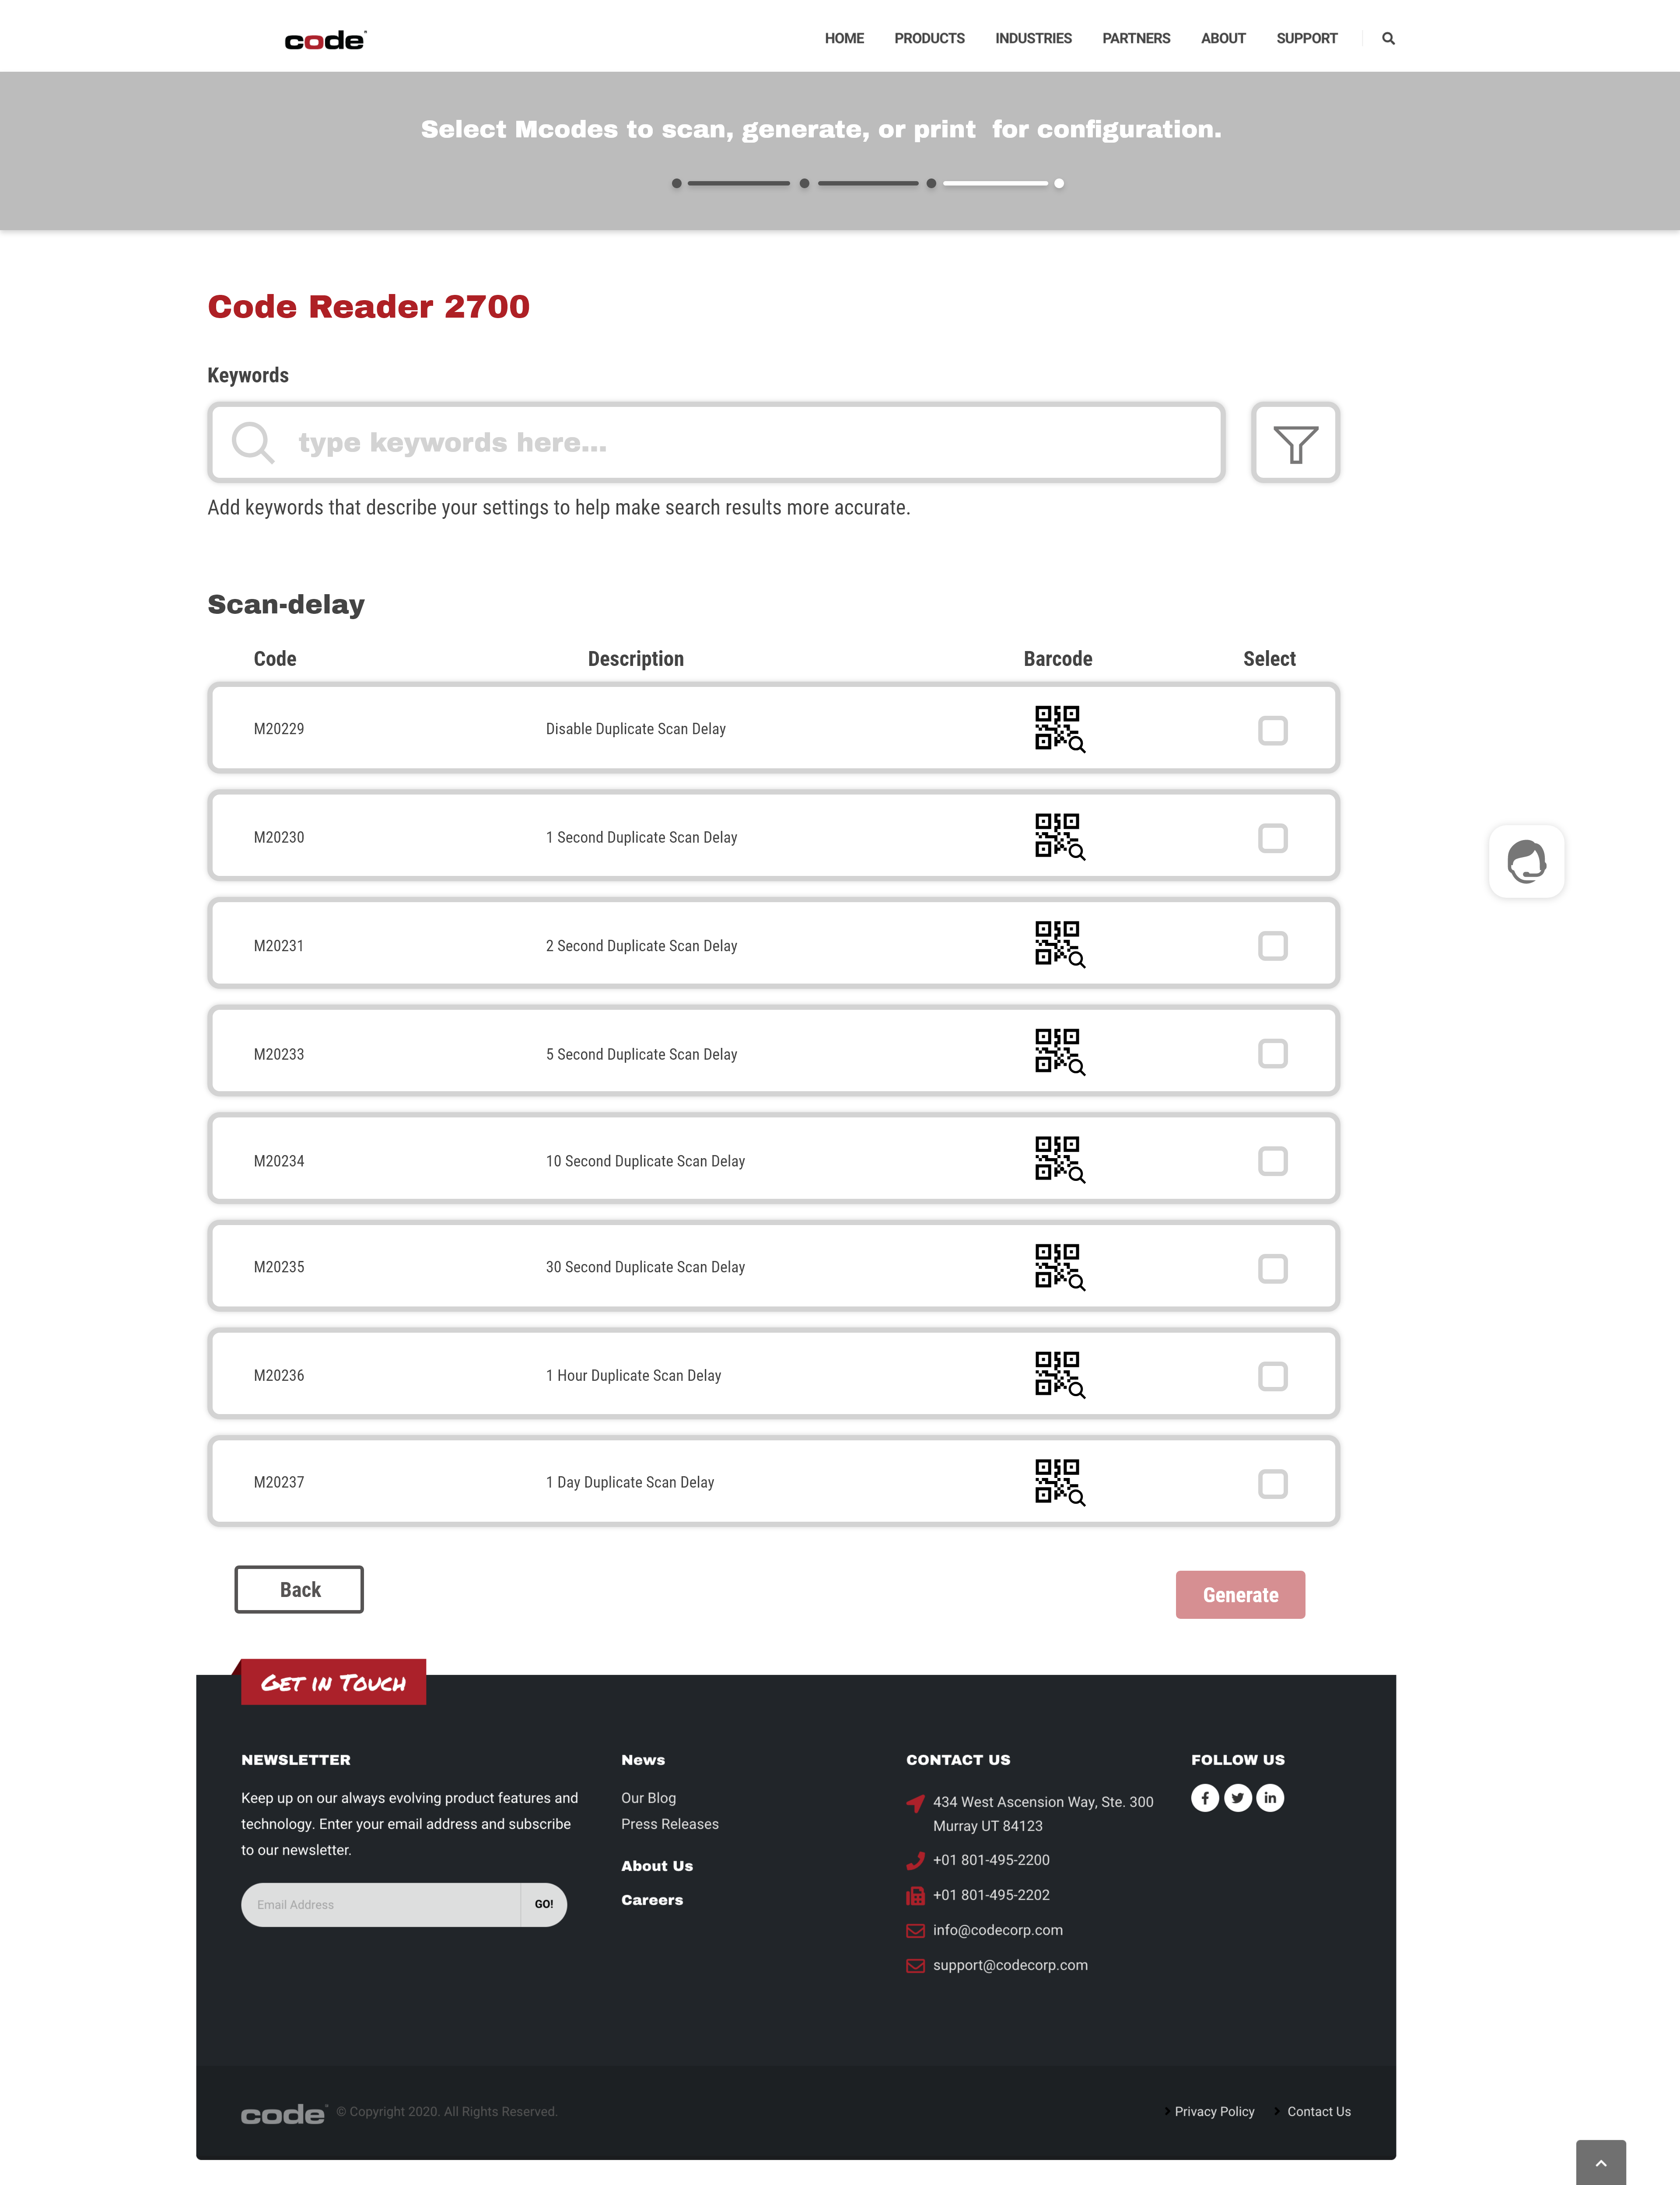 code
HOME PRODUCTS INDUSTRIES PARTNERS ABOUT SUPPORT
Select Mcodes to scan, generate, or print for configuration.
Code Reader 2700
Keywords
type keywords here...
Add keywords that describe your settings to help make search results more accurate.
Scan-delay
Code Description Barcode Select
M20229 Disable Duplicate Scan Delay
M20230 1 Second Duplicate Scan Delay
M20231 2 Second Duplicate Scan Delay
M20233 5 Second Duplicate Scan Delay
M20234 10 Second Duplicate Scan Delay
M20235 30 Second Duplicate Scan Delay
M20236 1 Hour Duplicate Scan Delay
M20237 1 Day Duplicate Scan Delay
Back
Generate
Get in Touch
NEWSLETTER
Keep up on our always evolving product features and
technology. Enter your email address and subscribe
to our newsletter.
Email Address GO!
News
Our Blog
Press Releases
About Us
Careers
CONTACT US
434 West Ascension Way, Ste. 300
Murray UT 84123
+01 801-495-2200
+01 801-495-2202
info@codecorp.com
support@codecorp.com
FOLLOW US
code © Copyright 2020. All Rights Reserved.
Privacy Policy Contact Us